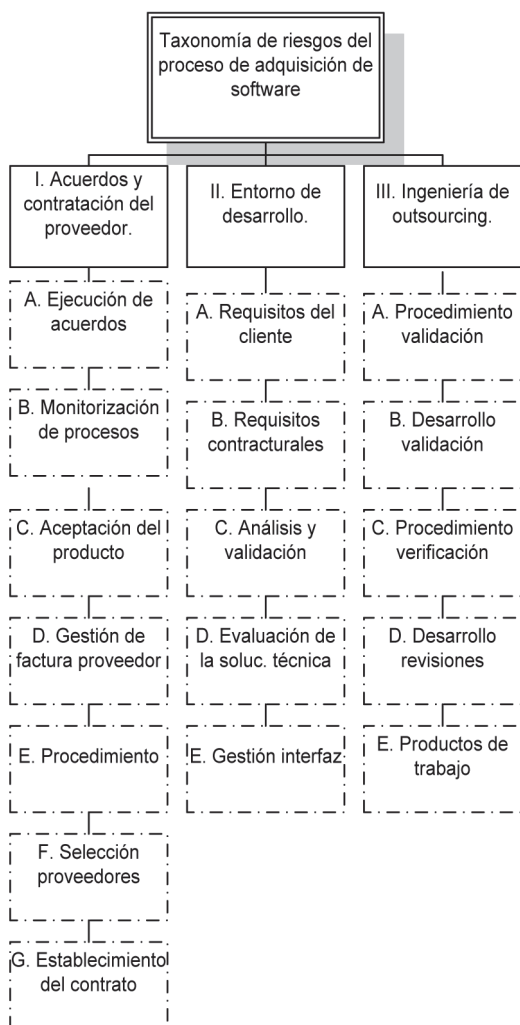 Taxonomía de riesgos del
proceso de adquisición de
software
I. Acuerdos y
contratación del
proveedor.
A. Ejecución de
acuerdos
B. Monitorización
de procesos
C. Aceptación del
producto
D. Gestión de
factura proveedor
E. Procedimiento
F. Selección
proveedores
G. Establecimiento
del contrato
II. Entorno de
desarrollo.
A. Requisitos del
cliente
B. Requisitos
contracturales
C. Análisis y
validación
D. Evaluación de
la soluc. técnica
E. Gestión interfaz
III. Ingeniería de
outsourcing.
A. Procedimiento
validación
B. Desarrollo
validación
C. Procedimiento
verificación
D. Desarrollo
revisiones
E. Productos de
trabajo